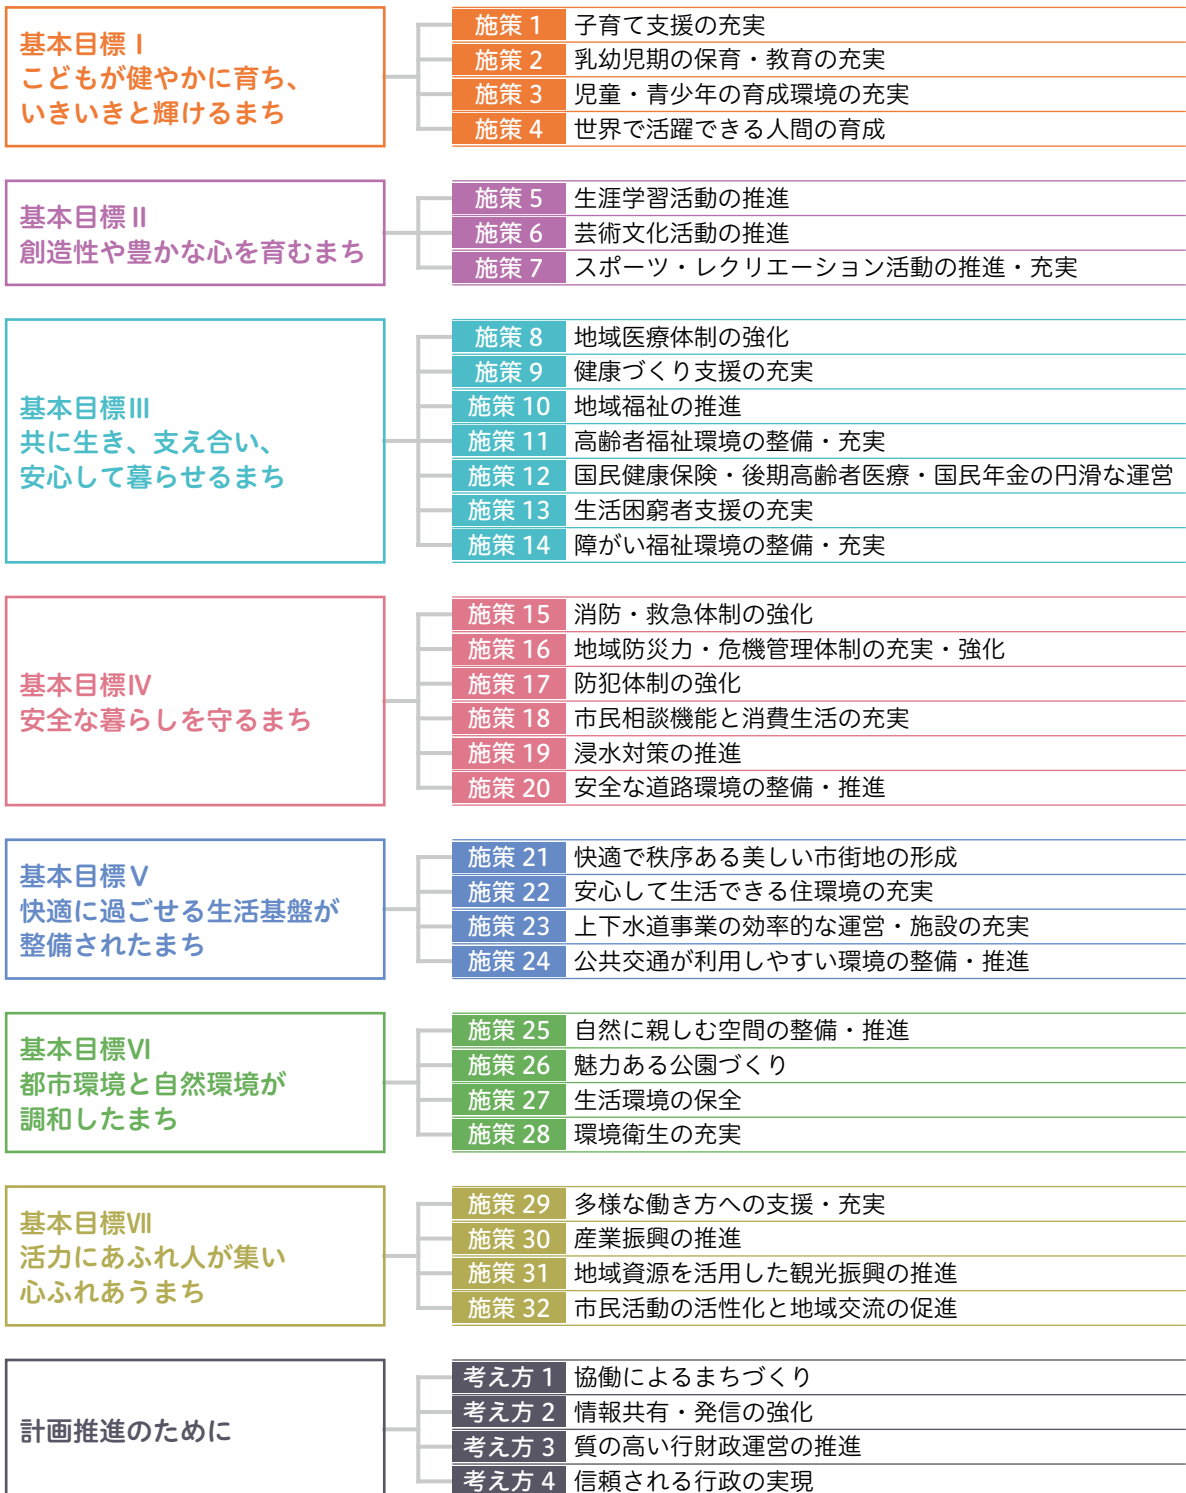 基本目標Ⅰ
こどもが健やかに育ち、
いきいきと輝けるまち
施策 1 子育て支援の充実
施策 2 乳幼児期の保育・教育の充実
施策 3 児童・青少年の育成環境の充実
施策 4 世界で活躍できる人間の育成
基本目標Ⅱ
創造性や豊かな心を育むまち
施策 5 生涯学習活動の推進
施策 6 芸術文化活動の推進
施策 7 スポーツ・レクリエーション活動の推進・充実
基本目標Ⅲ
共に生き、支え合い、
安心して暮らせるまち
施策 8 地域医療体制の強化
施策 9 健康づくり支援の充実
施策 10 地域福祉の推進
施策 11 高齢者福祉環境の整備・充実
施策 12 国民健康保険・後期高齢者医療・国民年金の円滑な運営
施策 13 生活困窮者支援の充実
施策 14 障がい福祉環境の整備・充実
基本目標Ⅳ
安全な暮らしを守るまち
施策 15 消防・救急体制の強化
施策 16 地域防災力・危機管理体制の充実・強化
施策 17 防犯体制の強化
施策 18 市民相談機能と消費生活の充実
施策 19 浸水対策の推進
施策 20 安全な道路環境の整備・推進
基本目標Ⅴ
快適に過ごせる生活基盤が
整備されたまち
施策 21 快適で秩序ある美しい市街地の形成
施策 22 安心して生活できる住環境の充実
施策 23 上下水道事業の効率的な運営・施設の充実
施策 24 公共交通が利用しやすい環境の整備・推進
基本目標Ⅵ
都市環境と自然環境が
調和したまち
施策 25 自然に親しむ空間の整備・推進
施策 26 魅力ある公園づくり
施策 27 生活環境の保全
施策 28 環境衛生の充実
基本目標Ⅶ
活力にあふれ人が集い
心ふれあうまち
施策 29 多様な働き方への支援・充実
施策 30 産業振興の推進
施策 31 地域資源を活用した観光振興の推進
施策 32 市民活動の活性化と地域交流の促進
計画推進のために
考え方 1 協働によるまちづくり
考え方 2 情報共有・発信の強化
考え方 3 質の高い行財政運営の推進
考え方 4 信頼される行政の実現